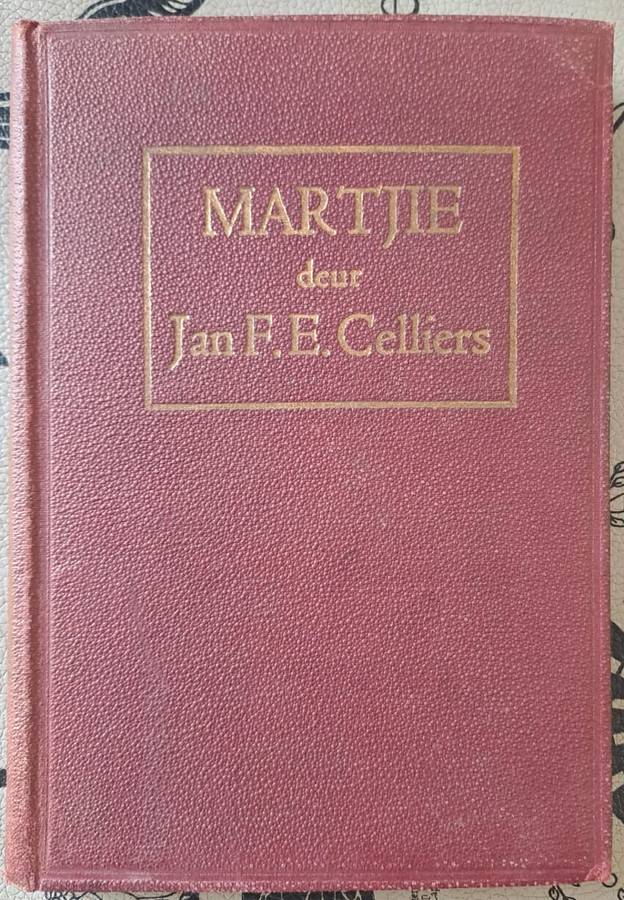 MARTJIE
deur
Jan F. E. Celliers